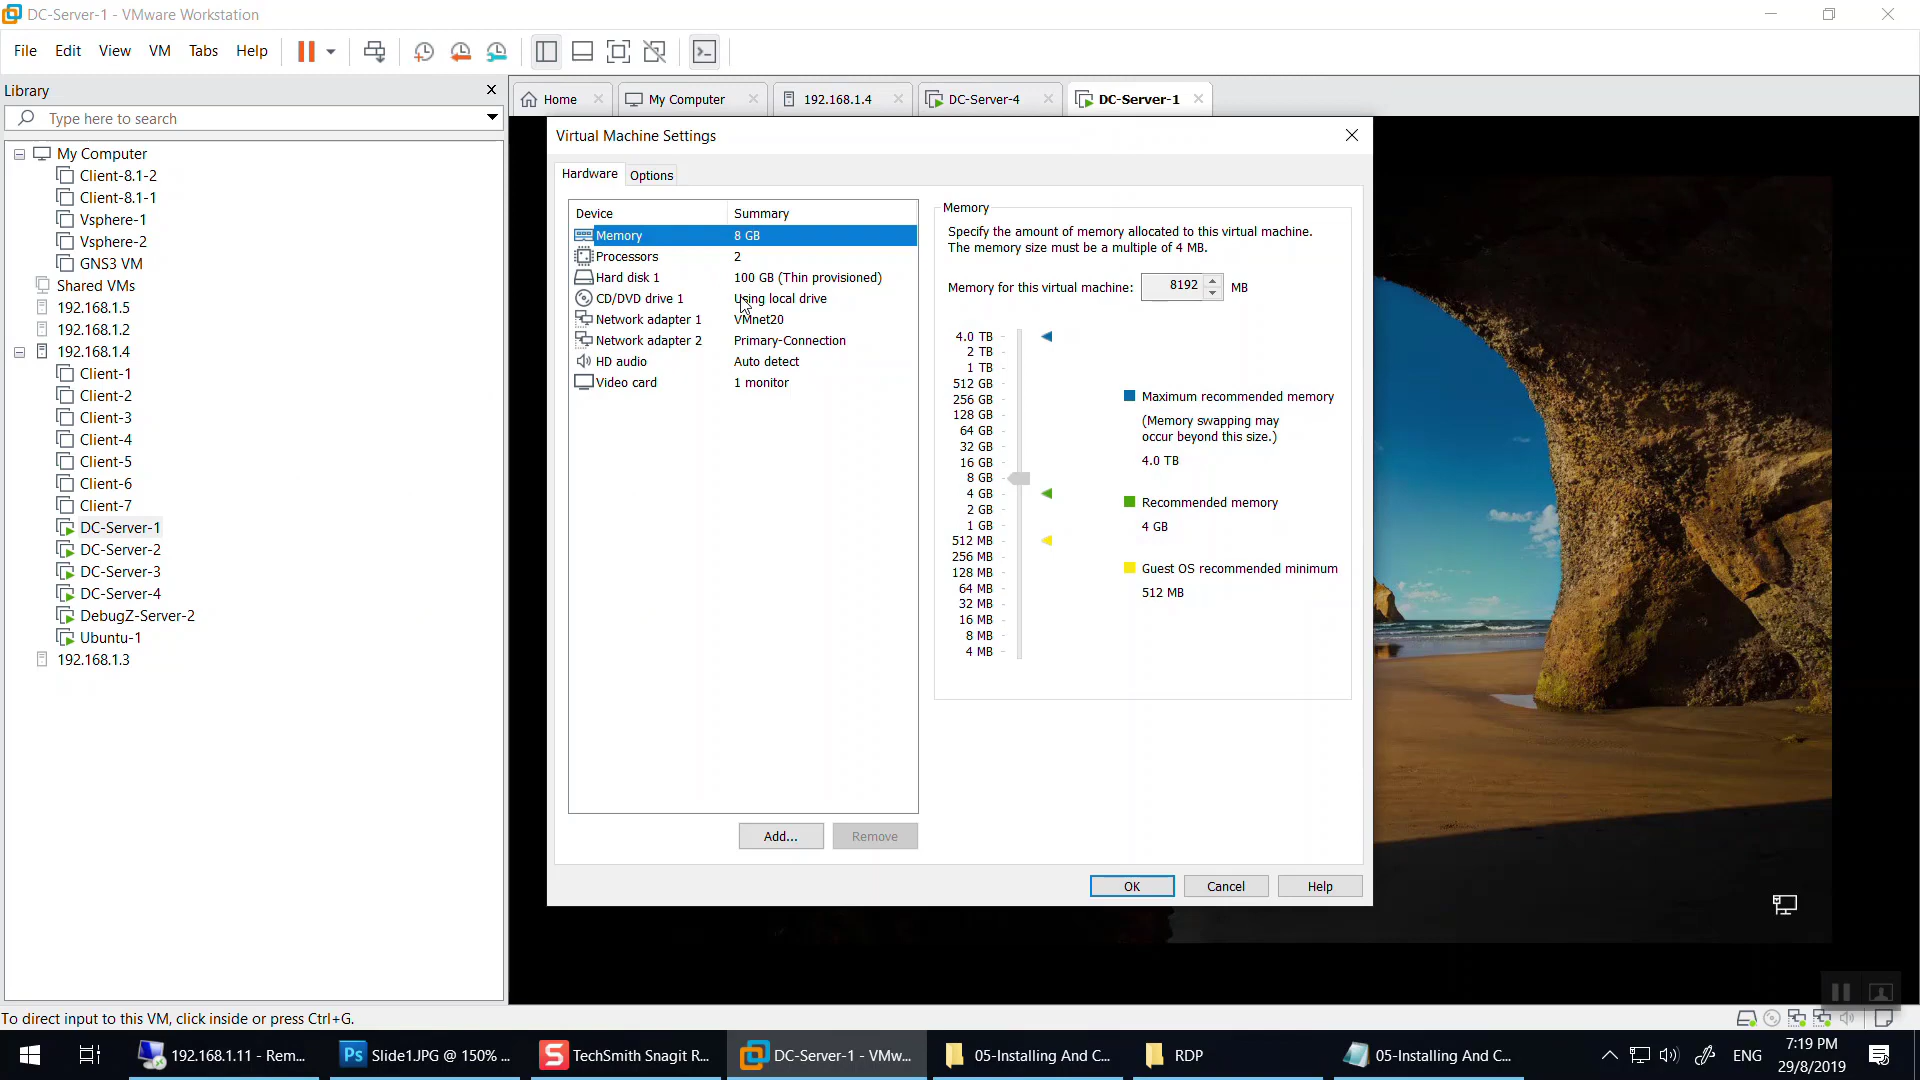 DC-Server-1 - VMware Workstation
File Edit View VM Tabs Help
Library
Type here to search
My Computer
Client-8.1-2
Client-8.1-1
Vsphere-1
Vsphere-2
GNS3 VM
Shared VMs
192.168.1.5
192.168.1.2
192.168.1.4
Client-1
Client-2
Client-3
Client-4
Client-5
Client-6
Client-7
DC-Server-1
DC-Server-2
DC-Server-3
DC-Server-4
DebugZ-Server-2
Ubuntu-1
192.168.1.3
Home My Computer 192.168.1.4 DC-Server-4 DC-Server-1
Virtual Machine Settings
Hardware Options
Device Summary
Memory 8 GB
Processors 2
Hard disk 1 100 GB (Thin provisioned)
CD/DVD drive 1 Using local drive
Network adapter 1 VMnet20
Network adapter 2 Primary-Connection
HD audio Auto detect
Video card 1 monitor
Add... Remove
Memory
Specify the amount of memory allocated to this virtual machine.
The memory size must be a multiple of 4 MB.
Memory for this virtual machine: 8192 MB
4.0 TB
2 TB
1 TB
512 GB
256 GB
128 GB
64 GB
32 GB
16 GB
8 GB
4 GB
2 GB
1 GB
512 MB
256 MB
128 MB
64 MB
32 MB
16 MB
8 MB
4 MB
Maximum recommended memory
(Memory swapping may
occur beyond this size.)
4.0 TB
Recommended memory
4 GB
Guest OS recommended minimum
512 MB
OK Cancel Help
To direct input to this VM, click inside or press Ctrl+G.
192.168.1.11 - Rem...
Ps Slide1.JPG @ 150% ...
S TechSmith Snagit R...
DC-Server-1 - VMw...
05-Installing And C...
RDP
05-Installing And C...
ENG
7:19 PM
29/8/2019